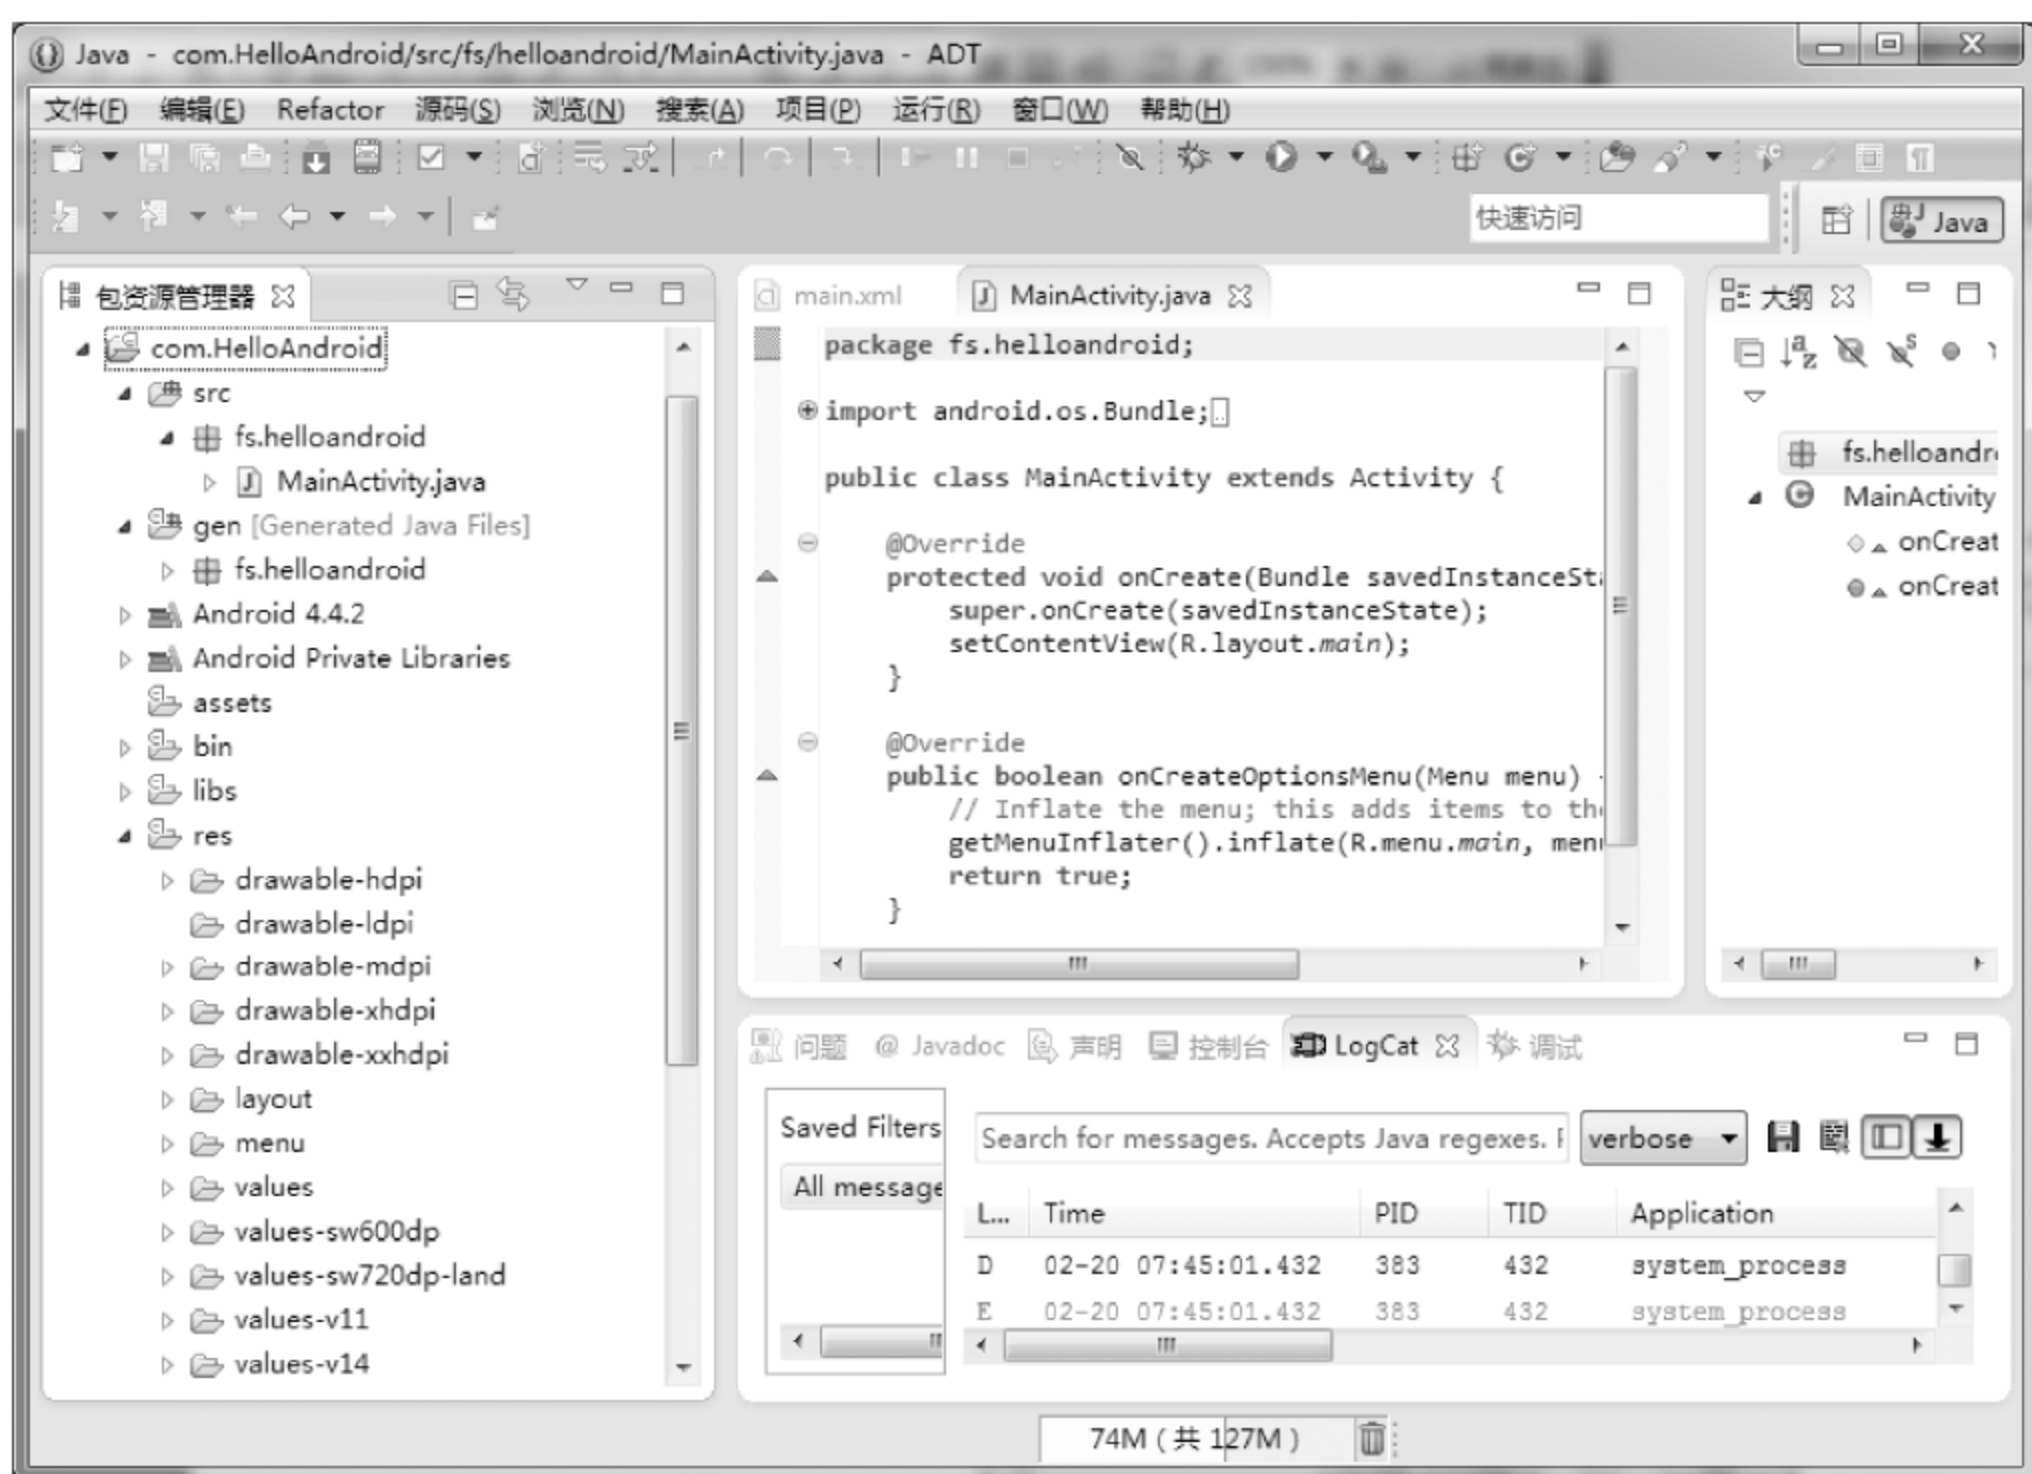 Java - com.HelloAndroid/src/fs/helloandroid/MainActivity.java - ADT
文件(F) 编辑(E) Refactor 源码(S) 浏览(N) 搜索(A) 项目(P) 运行(R) 窗口(W) 帮助(H)
快速访问
Java
包资源管理器
com.HelloAndroid
src
fs.helloandroid
MainActivity.java
gen [Generated Java Files]
fs.helloandroid
Android 4.4.2
Android Private Libraries
assets
bin
libs
res
drawable-hdpi
drawable-ldpi
drawable-mdpi
drawable-xhdpi
drawable-xxhdpi
layout
menu
values
values-sw600dp
values-sw720dp-land
values-v11
values-v14
main.xml MainActivity.java
package fs.helloandroid;
import android.os.Bundle;
public class MainActivity extends Activity {
@Override
protected void onCreate(Bundle savedInstanceSta
super.onCreate(savedInstanceState);
setContentView(R.layout.main);
}
@Override
public boolean onCreateOptionsMenu(Menu menu)
// Inflate the menu; this adds items to the
getMenuInflater().inflate(R.menu.main, menu
return true;
}
大纲
fs.helloandr
MainActivity
onCreat
onCreat
问题 @ Javadoc 声明 控制台 LogCat 调试
Saved Filters
All message
Search for messages. Accepts Java regexes.
verbose
L... Time PID TID Application
D 02-20 07:45:01.432 383 432 system_process
E 02-20 07:45:01.432 383 432 system_process
74M (共 127M)